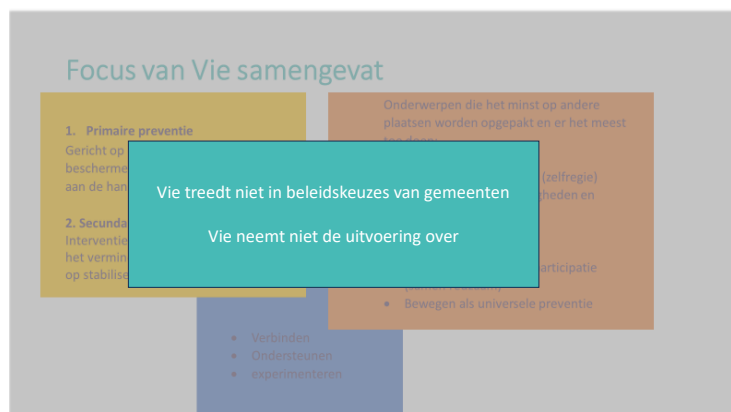 Focus van Vie samengevat
1. Primaire preventie
Gericht op
bescherme
aan de han
2. Secunda
Interventie
het vermin
op stabilise
Onderwerpen die het minst op andere
plaatsen worden opgepakt en er het meest
(zelfregie)
gheden en
articipatie
• Bewegen als universele preventie
Vie treedt niet in beleidskeuzes van gemeenten
Vie neemt niet de uitvoering over
• Verbinden
• Ondersteunen
• experimenteren